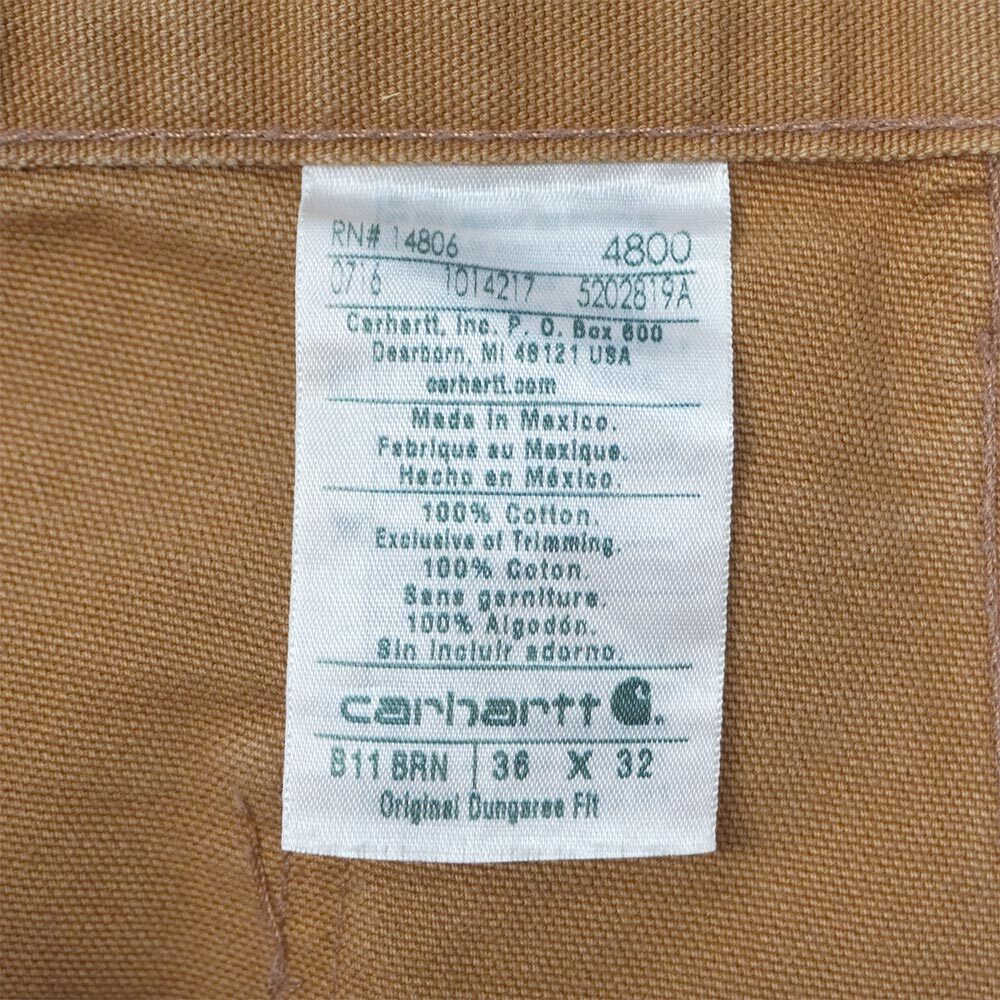 RN# 14806 4800
0716 1014217 5202819A
Carhartt, Inc. P. O. Box 600
Dearborn, MI 48121 USA
carhartt.com
Made in Mexico.
Fabriqué au Mexique.
Hecho en México.
100% Cotton.
Exclusive of Trimming.
100% Coton.
Sans garniture.
100% Algodón.
Sin incluir adorno.
carhartt
B11 BRN 36 X 32
Original Dungaree Fit